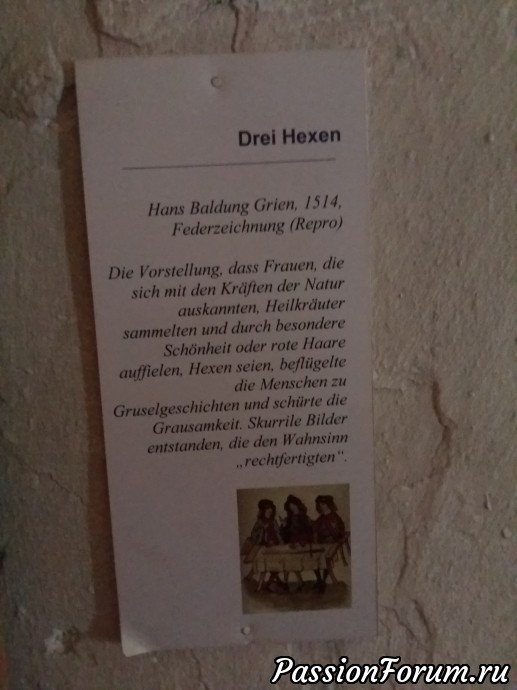 Drei Hexen
Hans Baldung Grien, 1514,
Federzeichnung (Repro)
Die Vorstellung, dass Frauen, die
sich mit den Kräften der Natur
auskannten, Heilkräuter
sammelten und durch besondere
Schönheit oder rote Haare
auffielen, Hexen seien, beflügelte
die Menschen zu
Gruselgeschichten und schürte die
Grausamkeit. Skurrile Bilder
entstanden, die den Wahnsinn
„rechtfertigten“.
PassionForum.ru